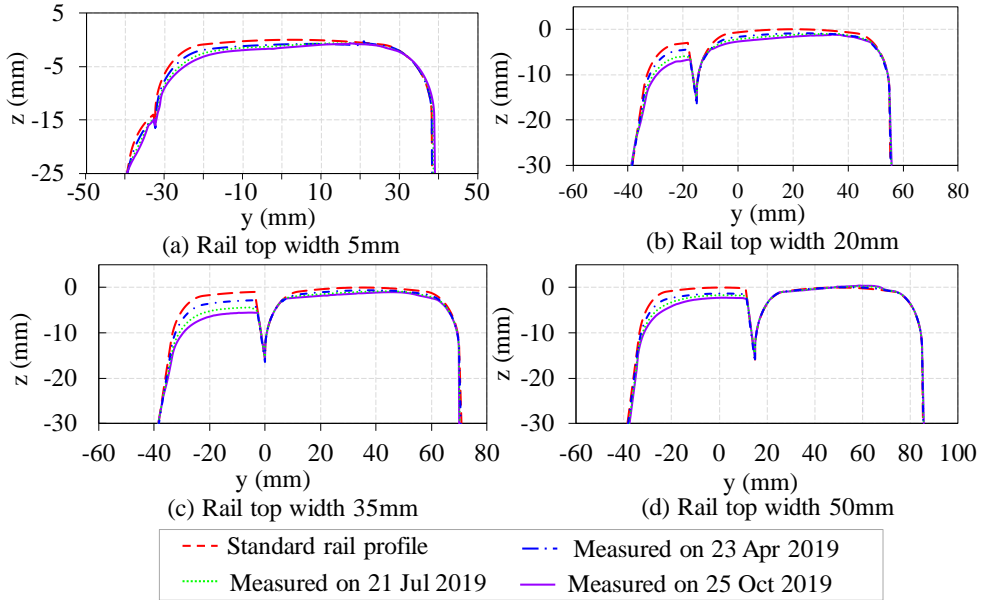 z (mm)
5
-5
-15
-25
-50
-30
-10
10
30
50
y (mm)
(a) Rail top width 5mm
z (mm)
0
-10
-20
-30
-60
-40
-20
0
20
40
60
80
y (mm)
(b) Rail top width 20mm
z (mm)
0
-10
-20
-30
-60
-40
-20
0
20
40
60
80
y (mm)
(c) Rail top width 35mm
z (mm)
0
-10
-20
-30
-60
-40
-20
0
20
40
60
80
100
y (mm)
(d) Rail top width 50mm
Standard rail profile
Measured on 23 Apr 2019
Measured on 21 Jul 2019
Measured on 25 Oct 2019